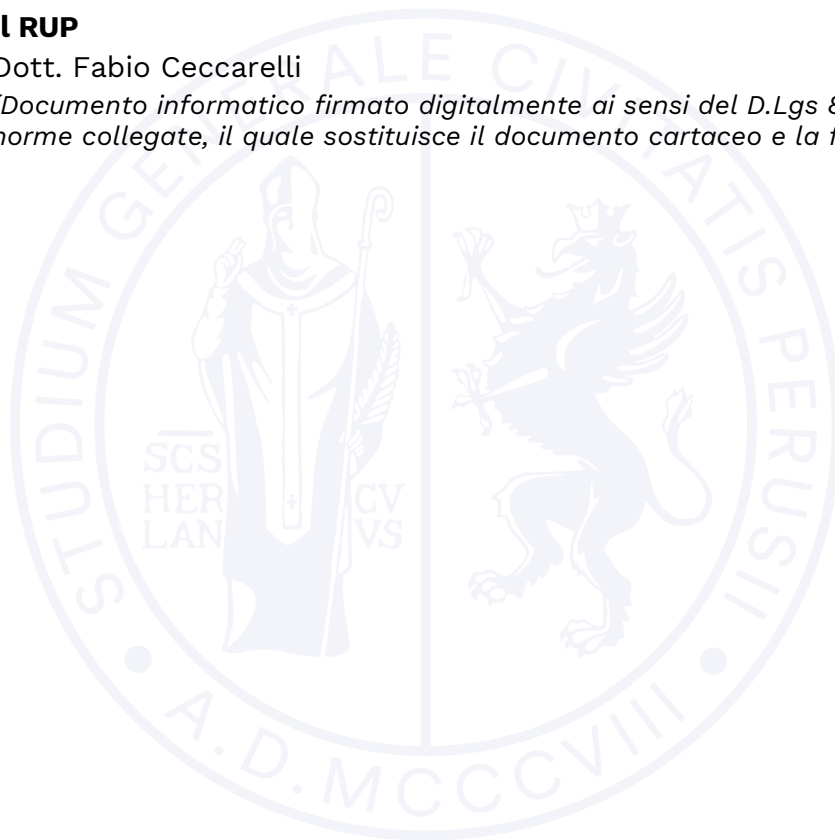 l RUP
Dott. Fabio Ceccarelli
Documento informatico firmato digitalmente ai sensi del D.Lgs
norme collegate, il quale sostituisce il documento cartaceo e la
STUDIUM GENERALE CIVITATIS PERUSII
SCS
HER CV
LAN VS
A.D. MCCCVIII